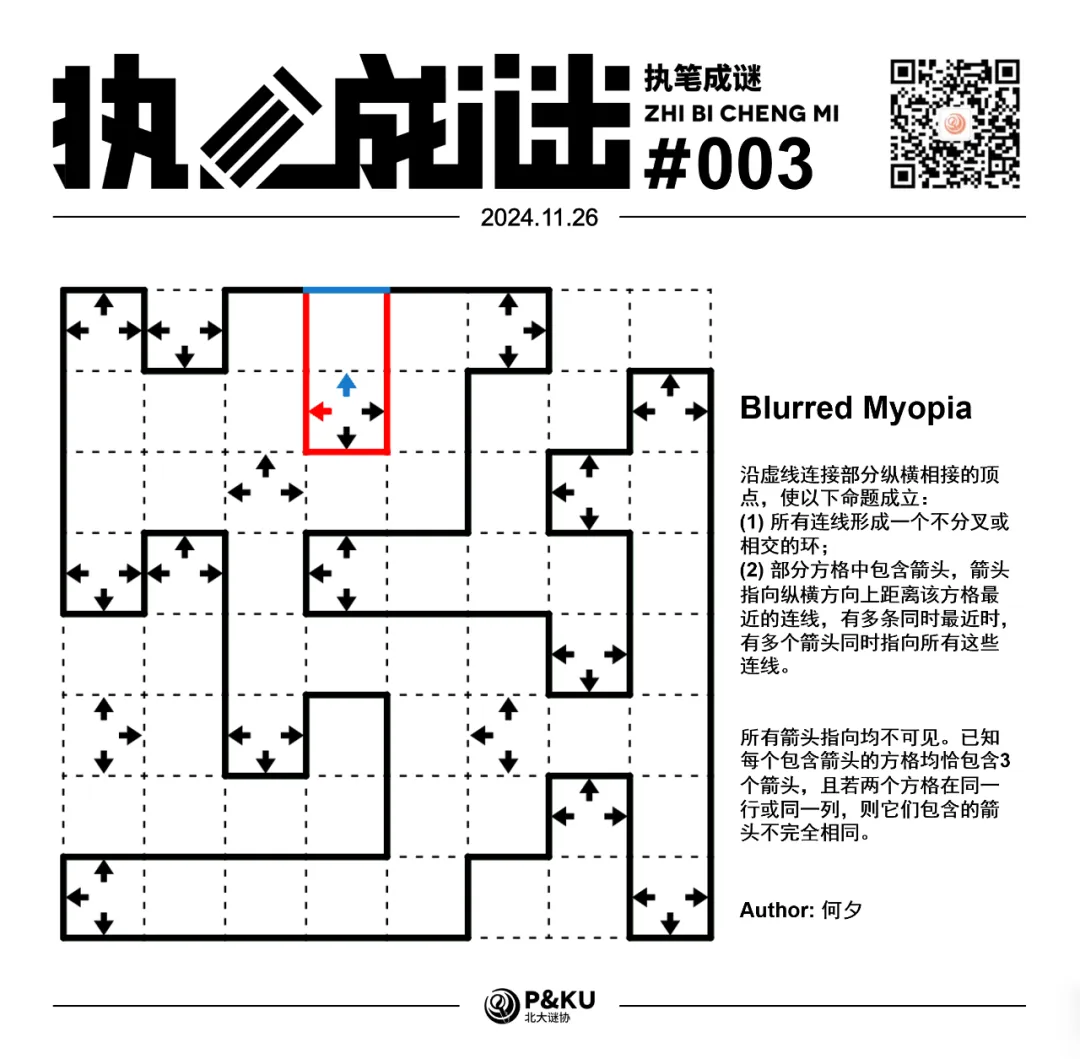 执笔成谜
执笔成谜
ZHI BI CHENG MI
#003
2024.11.26
Blurred Myopia
沿虚线连接部分纵横相接的顶
点，使以下命题成立：
(1) 所有连线形成一个不分叉或
相交的环；
(2) 部分方格中包含箭头，箭头
指向纵横方向上距离该方格最
近的连线，有多条同时最近时，
有多个箭头同时指向所有这些
连线。
所有箭头指向均不可见。已知
每个包含箭头的方格均恰包含3
个箭头，且若两个方格在同一
行或同一列，则它们包含的箭
头不完全相同。
Author: 何夕
P&KU
北大谜协